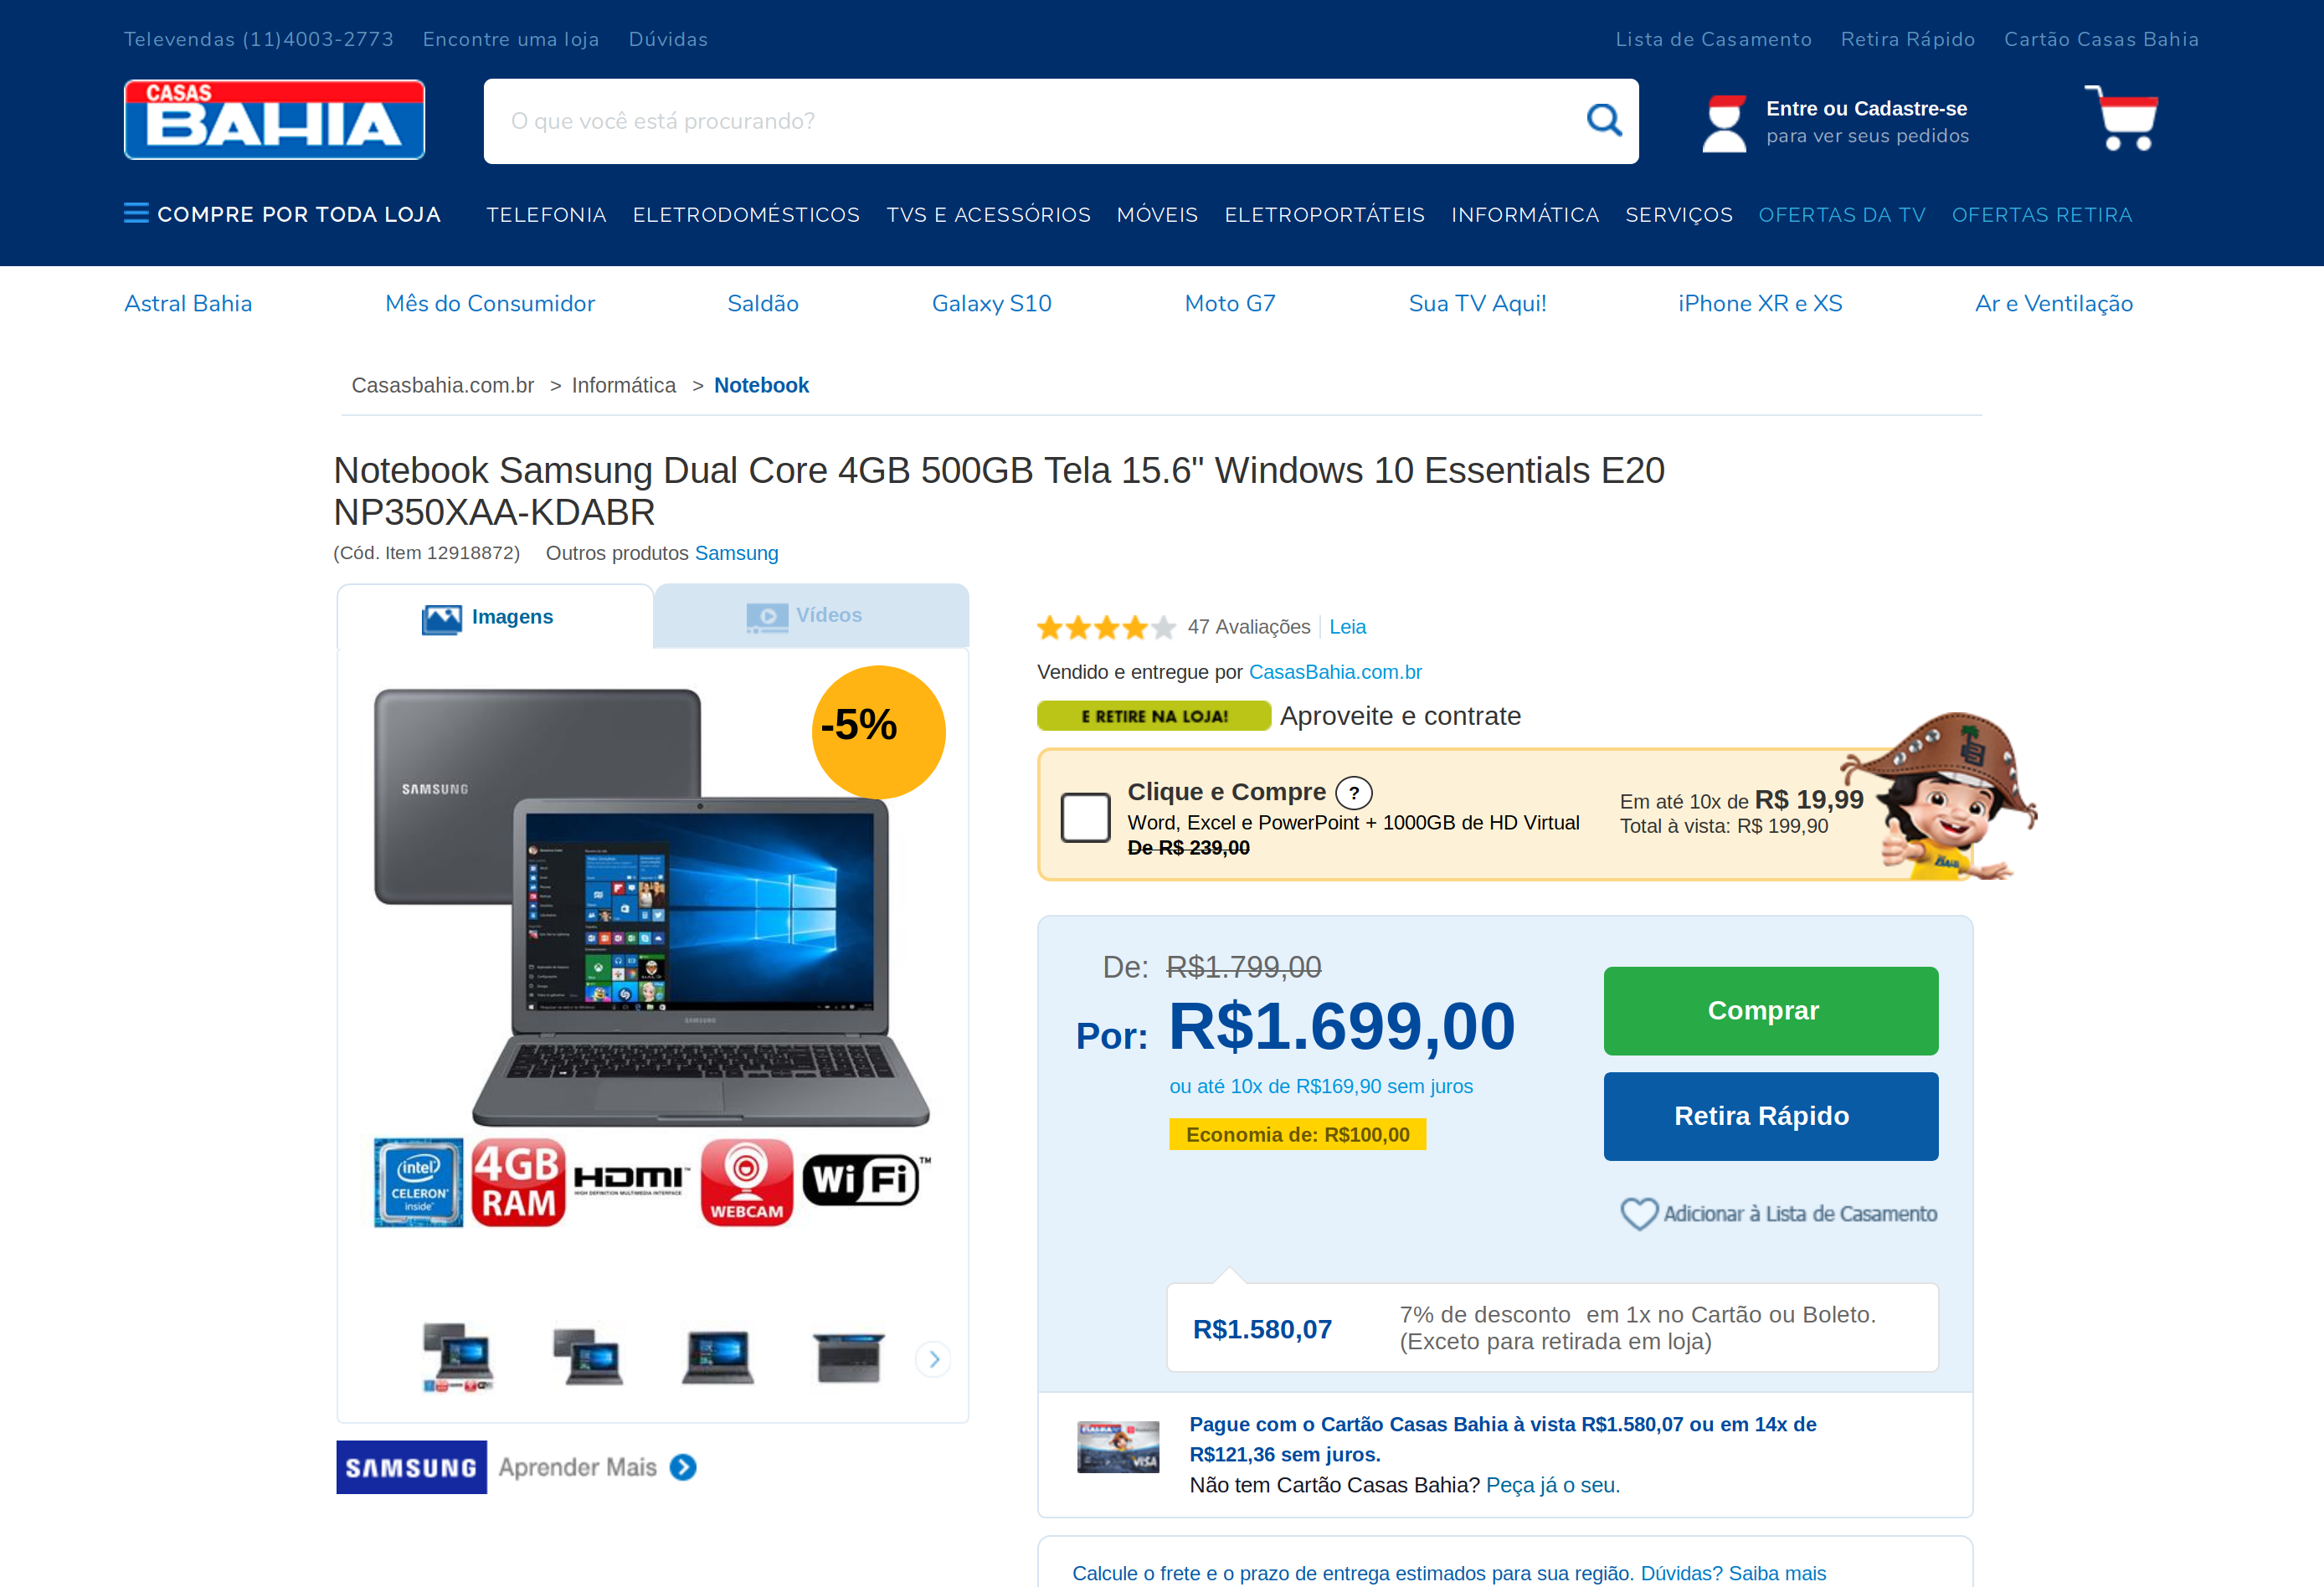 Televendas (11)4003-2773 Encontre uma loja Dúvidas Lista de Casamento Retira Rápido Cartão Casas Bahia
CASAS
BAHIA
O que você está procurando?
Entre ou Cadastre-se
para ver seus pedidos
COMPRE POR TODA LOJA TELEFONIA ELETRODOMÉSTICOS TVS E ACESSÓRIOS MÓVEIS ELETROPORTÁTEIS INFORMÁTICA SERVIÇOS OFERTAS DA TV OFERTAS RETIRA
Astral Bahia Mês do Consumidor Saldão Galaxy S10 Moto G7 Sua TV Aqui! iPhone XR e XS Ar e Ventilação
Casasbahia.com.br > Informática > Notebook
Notebook Samsung Dual Core 4GB 500GB Tela 15.6" Windows 10 Essentials E20
NP350XAA-KDABR
(Cód. Item 12918872) Outros produtos Samsung
Imagens Vídeos
-5%
SAMSUNG
SAMSUNG
intel
CELERON
inside
4GB
RAM
HDMI
HIGH DEFINITION MULTIMEDIA INTERFACE
WEBCAM
WiFi TM
SAMSUNG Aprender Mais
47 Avaliações Leia
Vendido e entregue por CasasBahia.com.br
E RETIRE NA LOJA! Aproveite e contrate
Clique e Compre ?
Word, Excel e PowerPoint + 1000GB de HD Virtual
De R$ 239,00
Em até 10x de R$ 19,99
Total à vista: R$ 199,90
De: R$1.799,00
Por: R$1.699,00
ou até 10x de R$169,90 sem juros
Economia de: R$100,00
Comprar
Retira Rápido
Adicionar à Lista de Casamento
R$1.580,07
7% de desconto em 1x no Cartão ou Boleto.
(Exceto para retirada em loja)
VISA
Pague com o Cartão Casas Bahia à vista R$1.580,07 ou em 14x de
R$121,36 sem juros.
Não tem Cartão Casas Bahia? Peça já o seu.
Calcule o frete e o prazo de entrega estimados para sua região. Dúvidas? Saiba mais